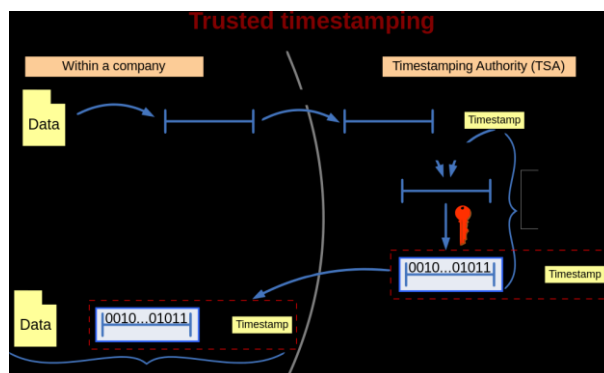 Trusted timestamping
Within a company
Timestamping Authority (TSA)
Data
Timestamp
0010...01011
Timestamp
Data
0010...01011
Timestamp